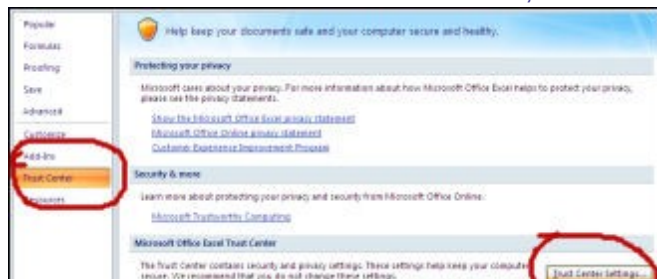 Popular
Formulas
Proofing
Save
Advanced
Customize
Add-Ins
Trust Center
Resources
Help keep your documents safe and your computer secure and healthy.
Protecting your privacy
Microsoft cares about your privacy. For more information about how Microsoft Office Excel helps to protect your privacy,
please see the privacy statements.
Show the Microsoft Office Excel privacy statement
Microsoft Office Online privacy statement
Customer Experience Improvement Program
Security & more
Learn more about protecting your privacy and security from Microsoft Office Online.
Microsoft Trustworthy Computing
Microsoft Office Excel Trust Center
The Trust Center contains security and privacy settings. These settings help keep your computer
secure. We recommend that you do not change these settings.
Trust Center Settings...